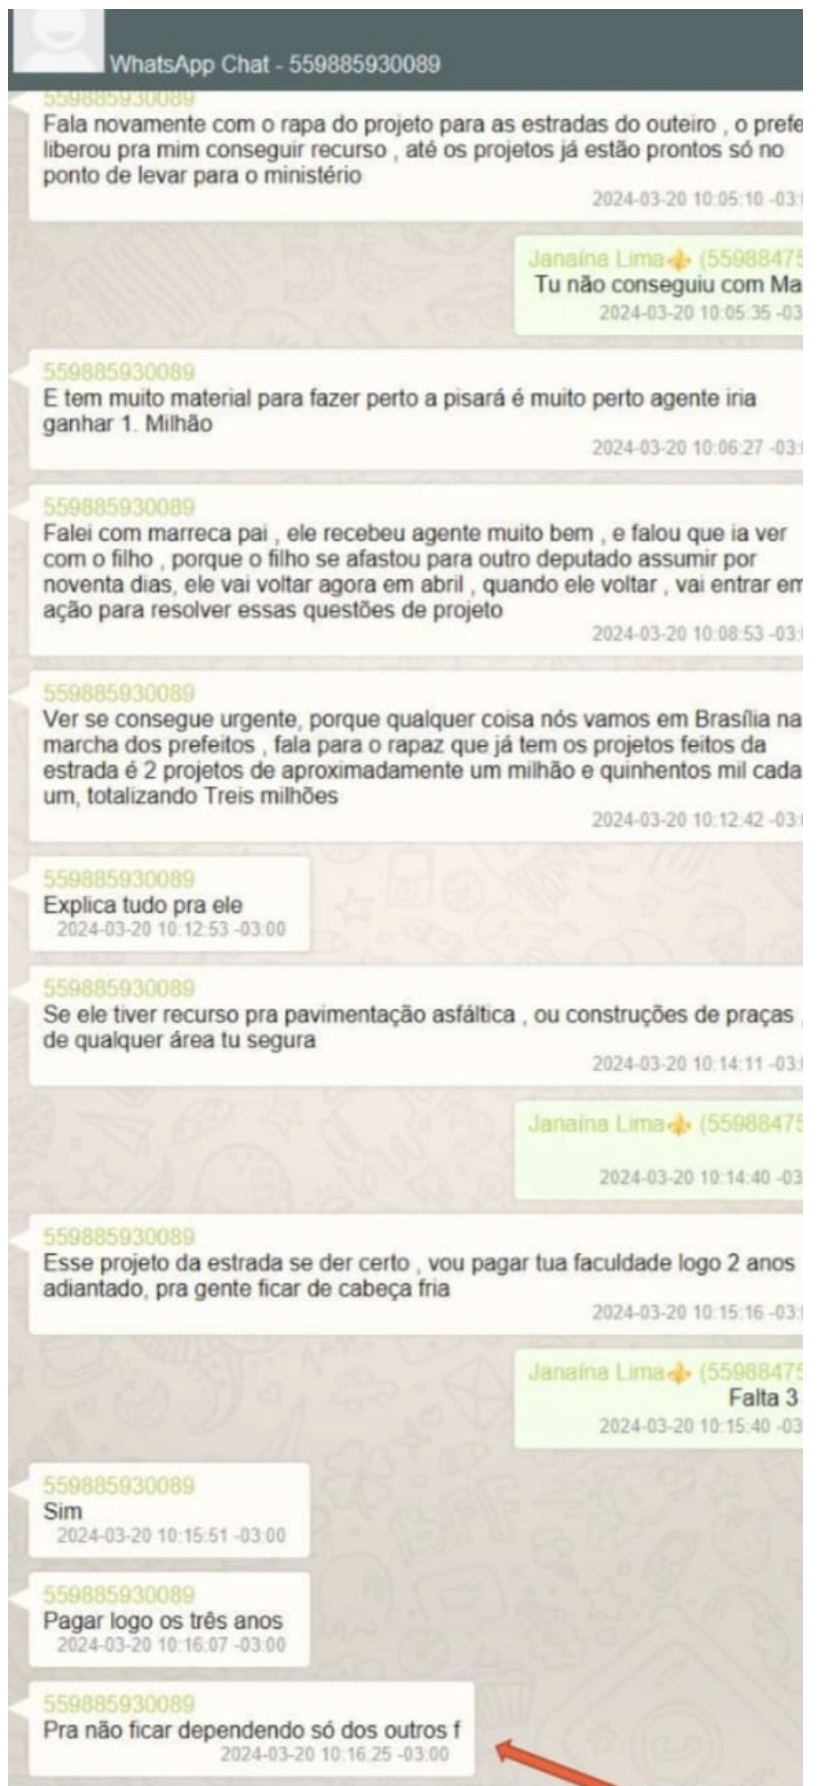 WhatsApp Chat - 559885930089
559885930089
Fala novamente com o rapa do projeto para as estradas do outeiro , o prefe
liberou pra mim conseguir recurso , até os projetos já estão prontos só no
ponto de levar para o ministério
2024-03-20 10:05:10 -03:
Janaína Lima⚜️ (55988475
Tu não conseguiu com Ma
2024-03-20 10:05:35 -03
559885930089
E tem muito material para fazer perto a pisará é muito perto agente iria
ganhar 1. Milhão
2024-03-20 10:06:27 -03:
559885930089
Falei com marreca pai , ele recebeu agente muito bem , e falou que ia ver
com o filho , porque o filho se afastou para outro deputado assumir por
noventa dias, ele vai voltar agora em abril , quando ele voltar , vai entrar em
ação para resolver essas questões de projeto
2024-03-20 10:08:53 -03:
559885930089
Ver se consegue urgente, porque qualquer coisa nós vamos em Brasília na
marcha dos prefeitos , fala para o rapaz que já tem os projetos feitos da
estrada é 2 projetos de aproximadamente um milhão e quinhentos mil cada
um, totalizando Treis milhões
2024-03-20 10:12:42 -03:
559885930089
Explica tudo pra ele
2024-03-20 10:12:53 -03:00
559885930089
Se ele tiver recurso pra pavimentação asfáltica , ou construções de praças ,
de qualquer área tu segura
2024-03-20 10:14:11 -03:
Janaína Lima⚜️ (55988475
2024-03-20 10:14:40 -03
559885930089
Esse projeto da estrada se der certo , vou pagar tua faculdade logo 2 anos
adiantado, pra gente ficar de cabeça fria
2024-03-20 10:15:16 -03:
Janaína Lima⚜️ (55988475
Falta 3
2024-03-20 10:15:40 -03
559885930089
Sim
2024-03-20 10:15:51 -03:00
559885930089
Pagar logo os três anos
2024-03-20 10:16:07 -03:00
559885930089
Pra não ficar dependendo só dos outros f
2024-03-20 10:16:25 -03:00